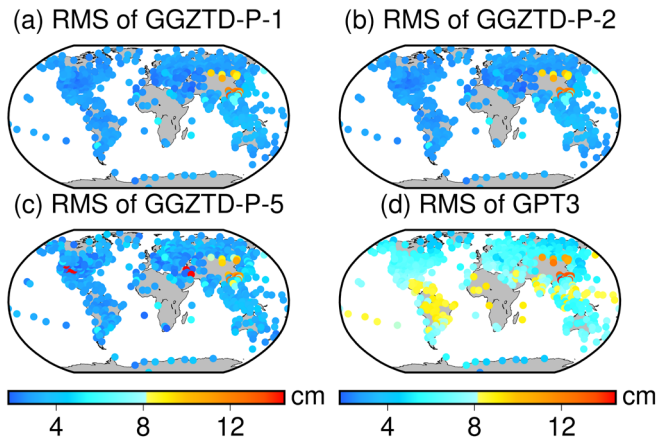 (a) RMS of GGZTD-P-1
(b) RMS of GGZTD-P-2
(c) RMS of GGZTD-P-5
(d) RMS of GPT3
cm
4 8 12
cm
4 8 12